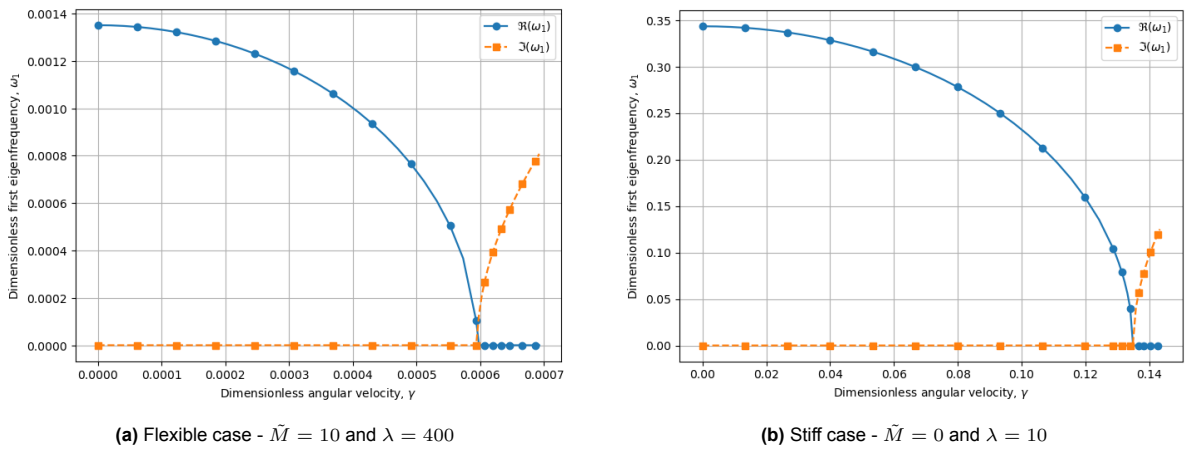 0.0014
0.0012
0.0010
0.0008
0.0006
0.0004
0.0002
0.0000
Dimensionless first eigenfrequency, ω₁
ℜ(ω₁)
ℑ(ω₁)
0.0000 0.0001 0.0002 0.0003 0.0004 0.0005 0.0006 0.0007
Dimensionless angular velocity, γ
(a) Flexible case - M̃ = 10 and λ = 400
0.35
0.30
0.25
0.20
0.15
0.10
0.05
0.00
Dimensionless first eigenfrequency, ω₁
ℜ(ω₁)
ℑ(ω₁)
0.00 0.02 0.04 0.06 0.08 0.10 0.12 0.14
Dimensionless angular velocity, γ
(b) Stiff case - M̃ = 0 and λ = 10